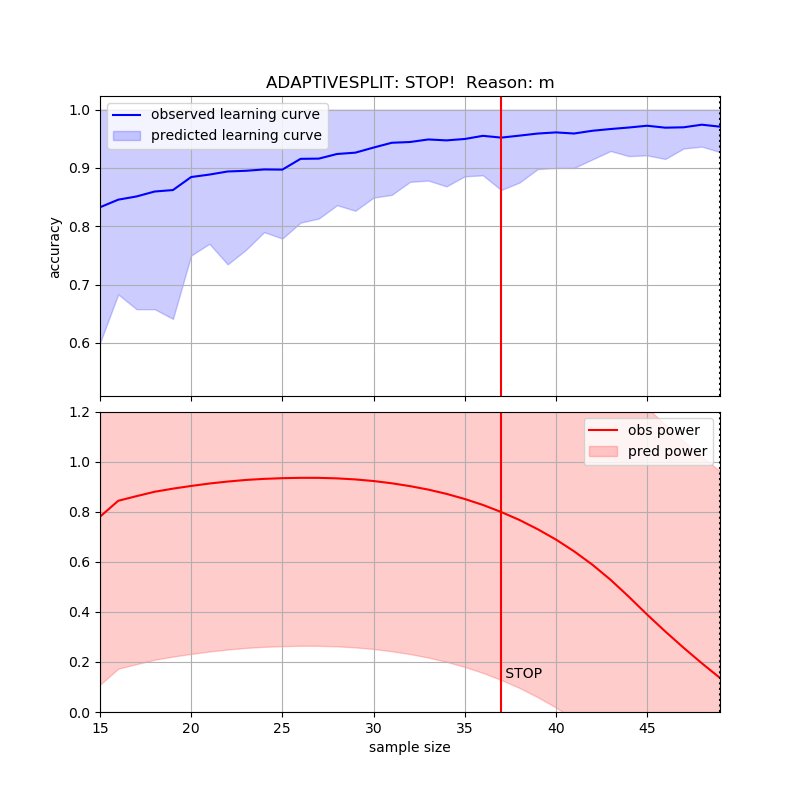 ADAPTIVESPLIT: STOP!  Reason: m
observed learning curve
predicted learning curve
1.0
0.9
0.8
0.7
0.6
accuracy
obs power
pred power
1.2
1.0
0.8
0.6
0.4
0.2
0.0
STOP
15 20 25 30 35 40 45
sample size